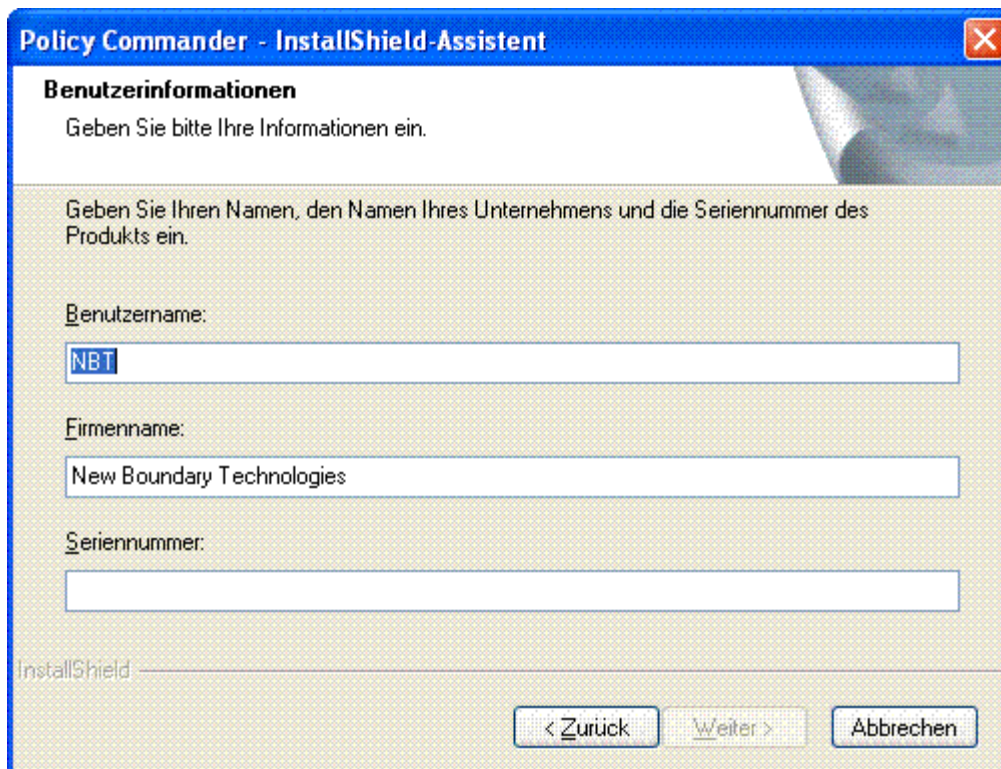 Policy Commander - InstallShield-Assistent
Benutzerinformationen
Geben Sie bitte Ihre Informationen ein.
Geben Sie Ihren Namen, den Namen Ihres Unternehmens und die Seriennummer des
Produkts ein.
Benutzername:
NBT
Firmenname:
New Boundary Technologies
Seriennummer:
InstallShield
< Zurück
Weiter >
Abbrechen